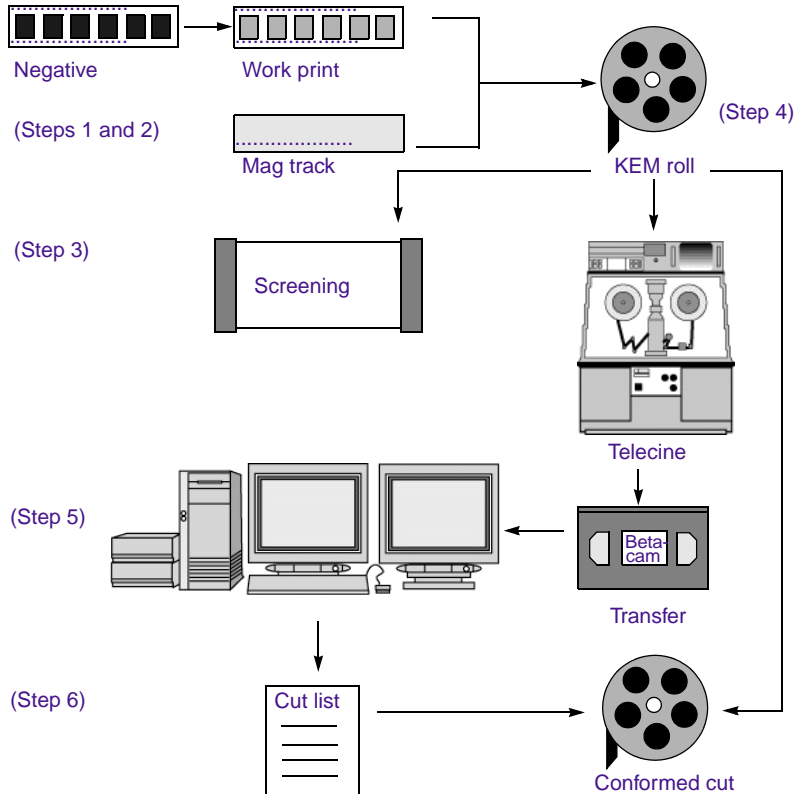 Negative
Work print
(Steps 1 and 2)
(Step 4)
Mag track
KEM roll
(Step 3)
Screening
Telecine
(Step 5)
Beta-
cam
Transfer
(Step 6)
Cut list
Conformed cut